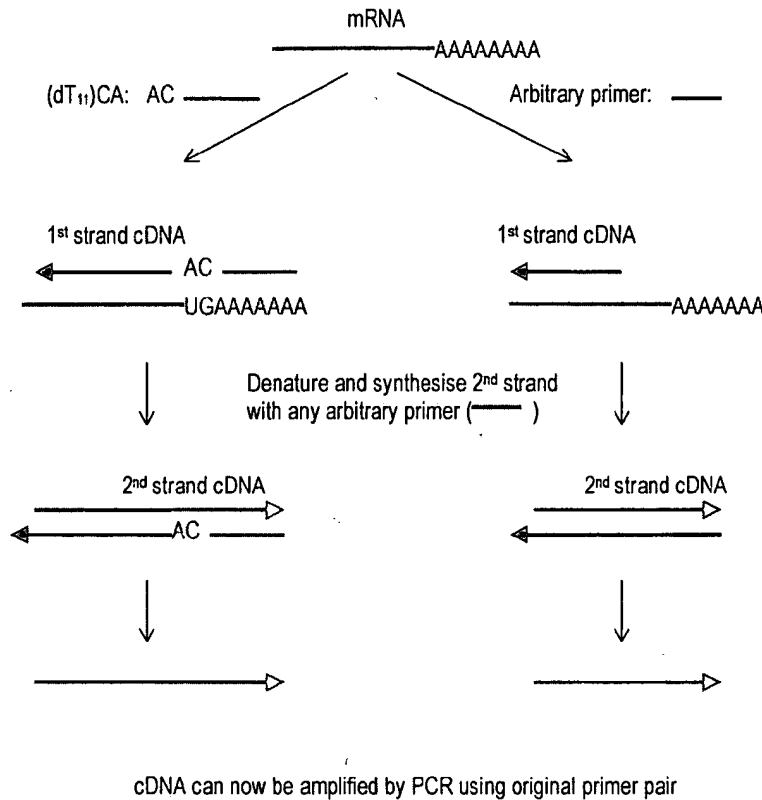 mRNA
AAAAAAAA
(dT₁₁)CA: AC
Arbitrary primer:
1st strand cDNA
AC
UGAAAAAAA
1st strand cDNA
AAAAAAA
Denature and synthesise 2nd strand
with any arbitrary primer ( )
2nd strand cDNA
AC
2nd strand cDNA
cDNA can now be amplified by PCR using original primer pair